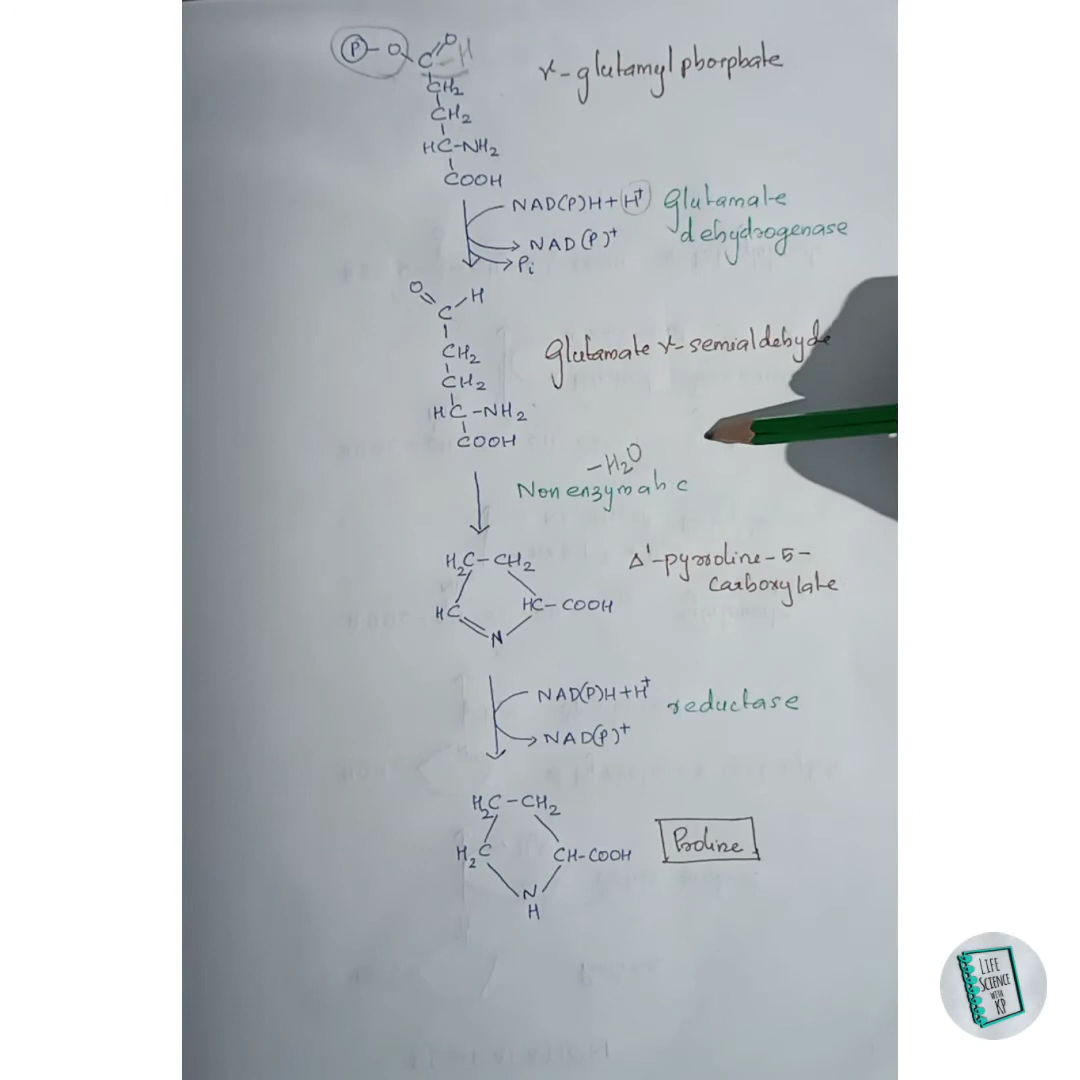 Ⓟ-O C=O H ɤ-glutamyl phosphate
CH2
CH2
HC-NH2
COOH
NAD(P)H + H+ Glutamate
dehydrogenase
NAD(P)+
Pi
O H
C
CH2
CH2
HC-NH2
COOH
Glutamate ɤ-semialdehyde
-H2O
Non enzymatic
H2C-CH2 Δ1-pyrroline-5-
carboxylate
HC HC-COOH
N
NAD(P)H+H+ reductase
NAD(P)+
H2C-CH2
H2C CH-COOH Proline
N
H
LIFE
SCIENCE
WITH
KP